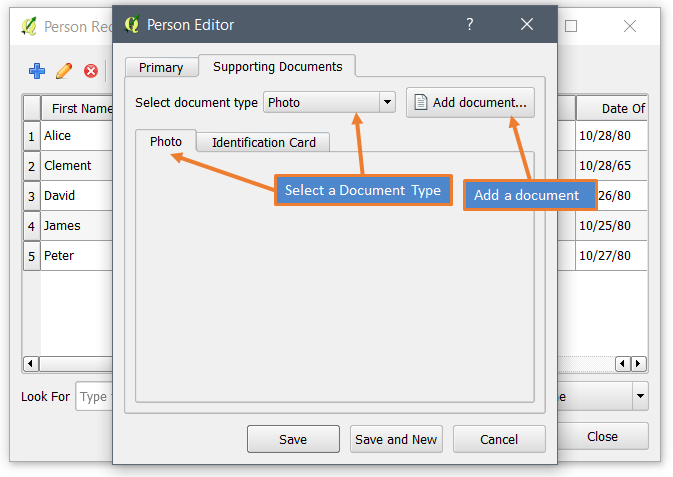 Person Rec
Person Editor
?
Primary
Supporting Documents
Select document type
Photo
Add document...
Photo
Identification Card
Select a Document Type
Add a document
First Name
Date Of
1 Alice 10/28/80
2 Clement 10/28/65
3 David 26/80
4 James 10/25/80
5 Peter 10/27/80
Look For
Type
Save
Save and New
Cancel
Close